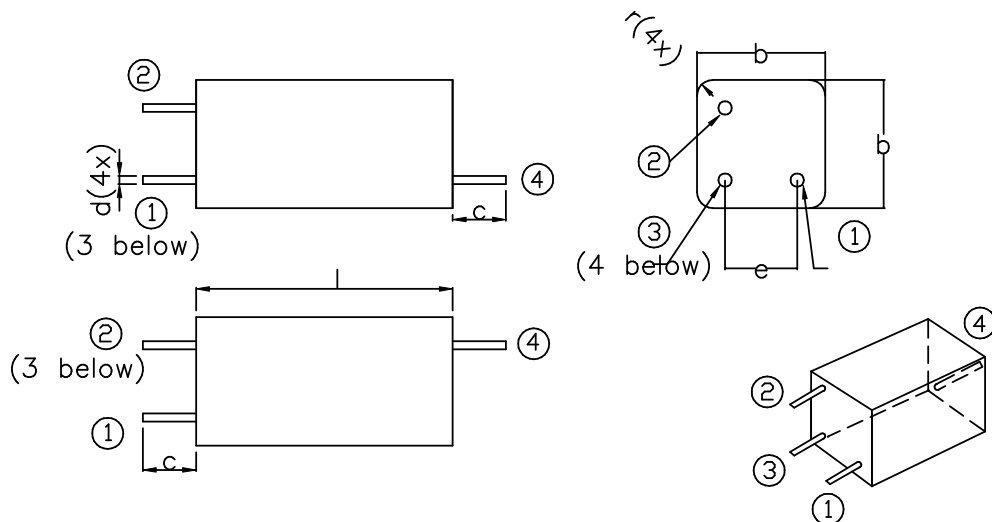 ②
d(4x)
①
(3 below)
④
c
r(4x)
b
b
②
③
(4 below)
e
①
l
②
(3 below)
④
①
c
④
②
③
①